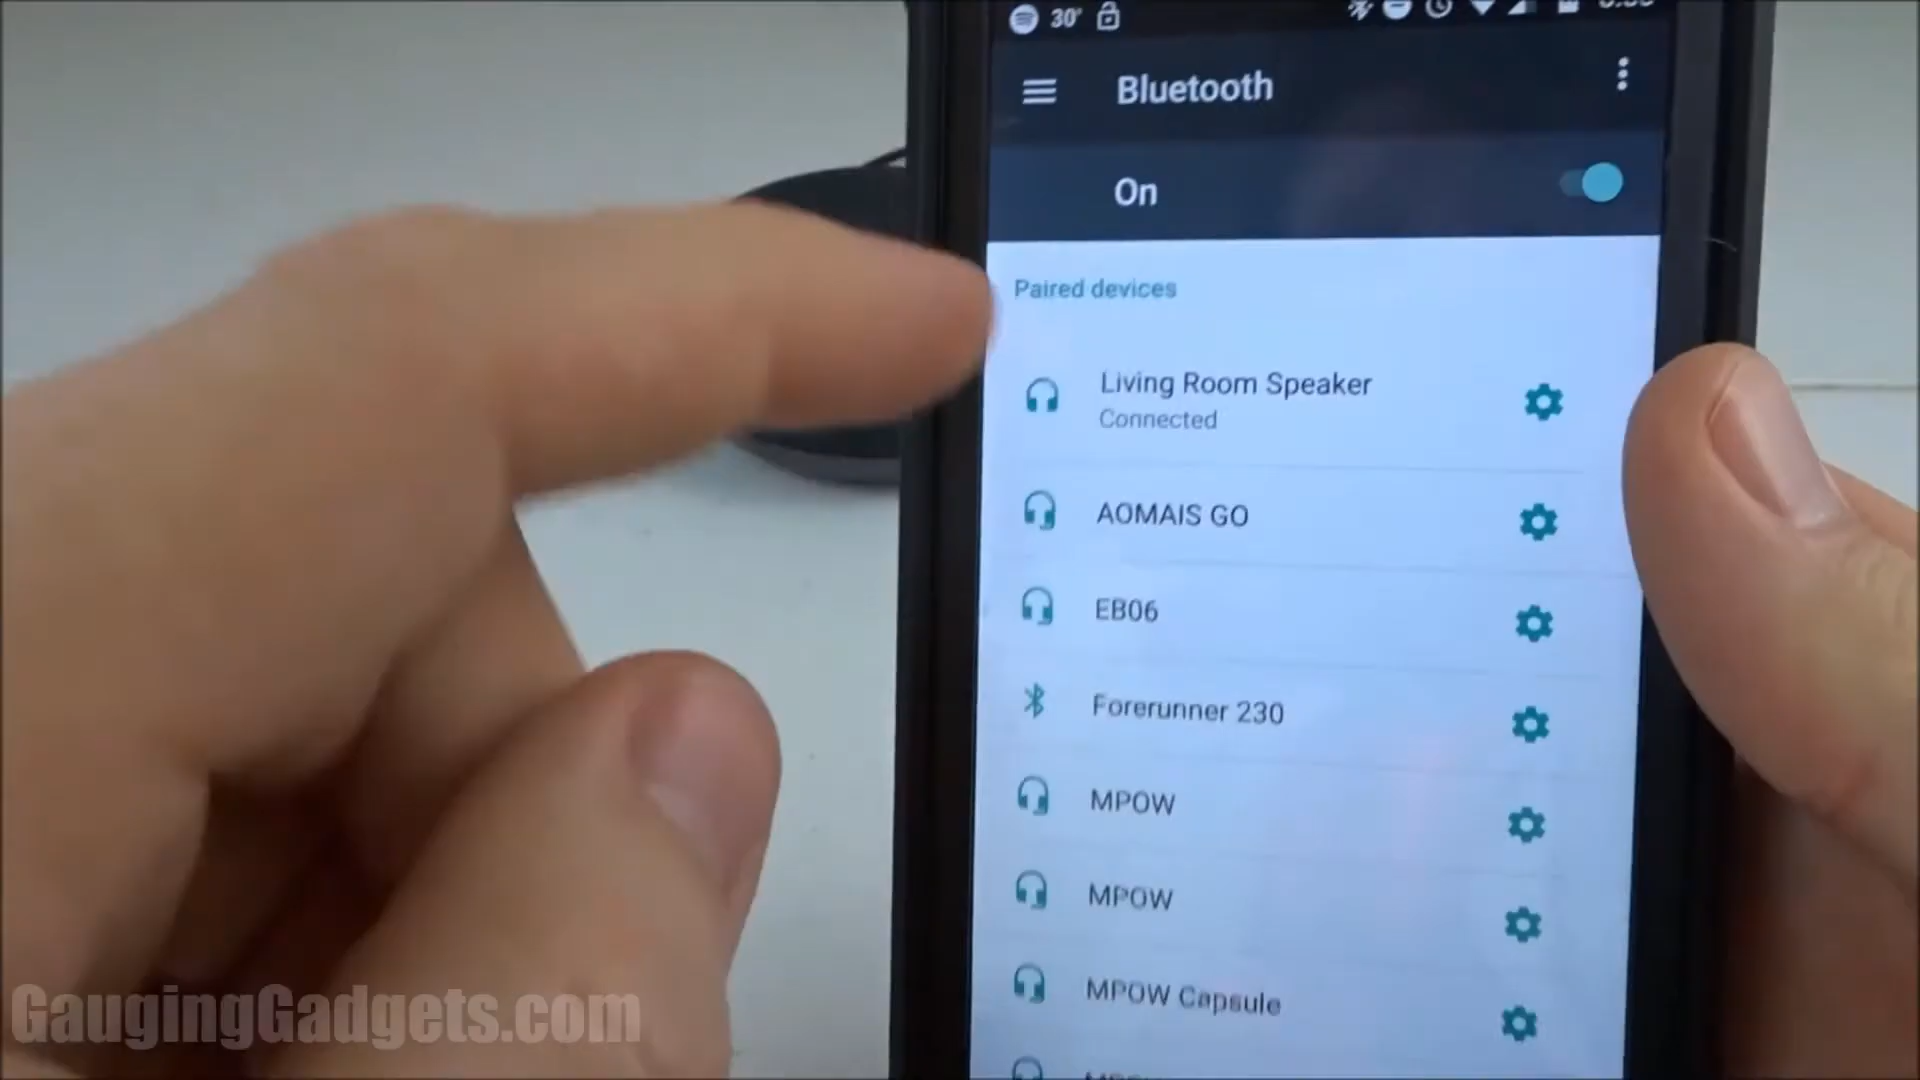 30°
Bluetooth
On
Paired devices
Living Room Speaker
Connected
AOMAIS GO
EB06
Forerunner 230
MPOW
MPOW
MPOW Capsule
GaugingGadgets.com